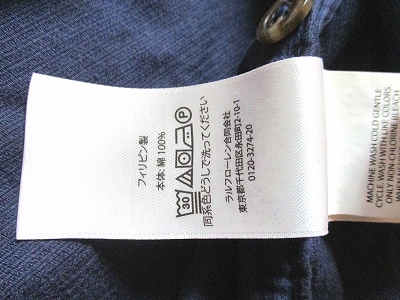 フィリピン製
本体: 綿 100%
30
同系色どうしで洗ってください
ラルフローレン合同会社
東京都千代田区永田町2-10-1
0120-3274-20
MACHINE WASH COLD GENTLE
CYCLE WASH WITH LIKE COLORS.
ONLY NON-CHLORINE BLEACH